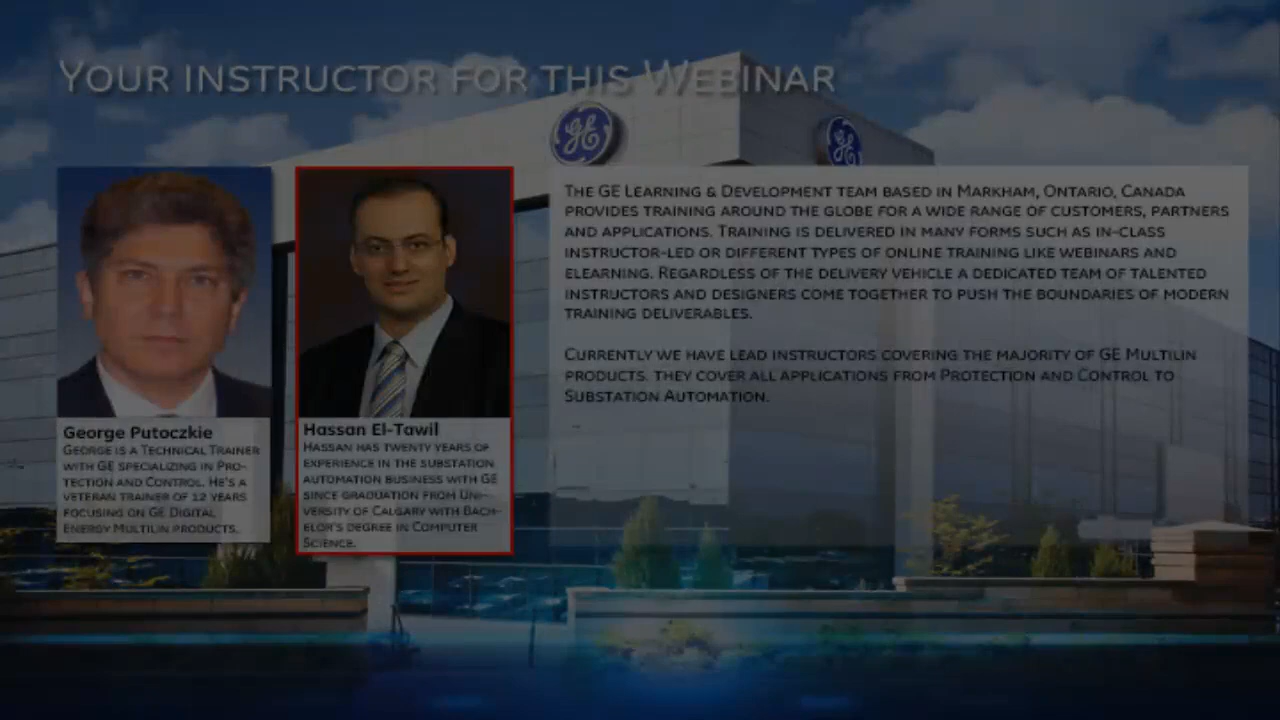 Your instructor for this Webinar
GE
GE
The GE Learning & Development team based in Markham, Ontario, Canada
provides training around the globe for a wide range of customers, partners
and applications. Training is delivered in many forms such as in-class
instructor-led or different types of online training like webinars and
elearning. Regardless of the delivery vehicle a dedicated team of talented
instructors and designers come together to push the boundaries of modern
training deliverables.
Currently we have lead instructors covering the majority of GE Multilin
products. they cover all applications from Protection and Control to
Substation Automation.
George Putoczkie
George is a Technical Trainer
with GE specializing in Pro-
tection and Control. He's a
veteran trainer of 12 years
focusing on GE Digital
Energy Multilin products.
Hassan El-Tawil
Hassan has twenty years of
experience in the substation
automation business with GE
since graduation from Uni-
versity of Calgary with Bach-
elor's degree in Computer
Science.